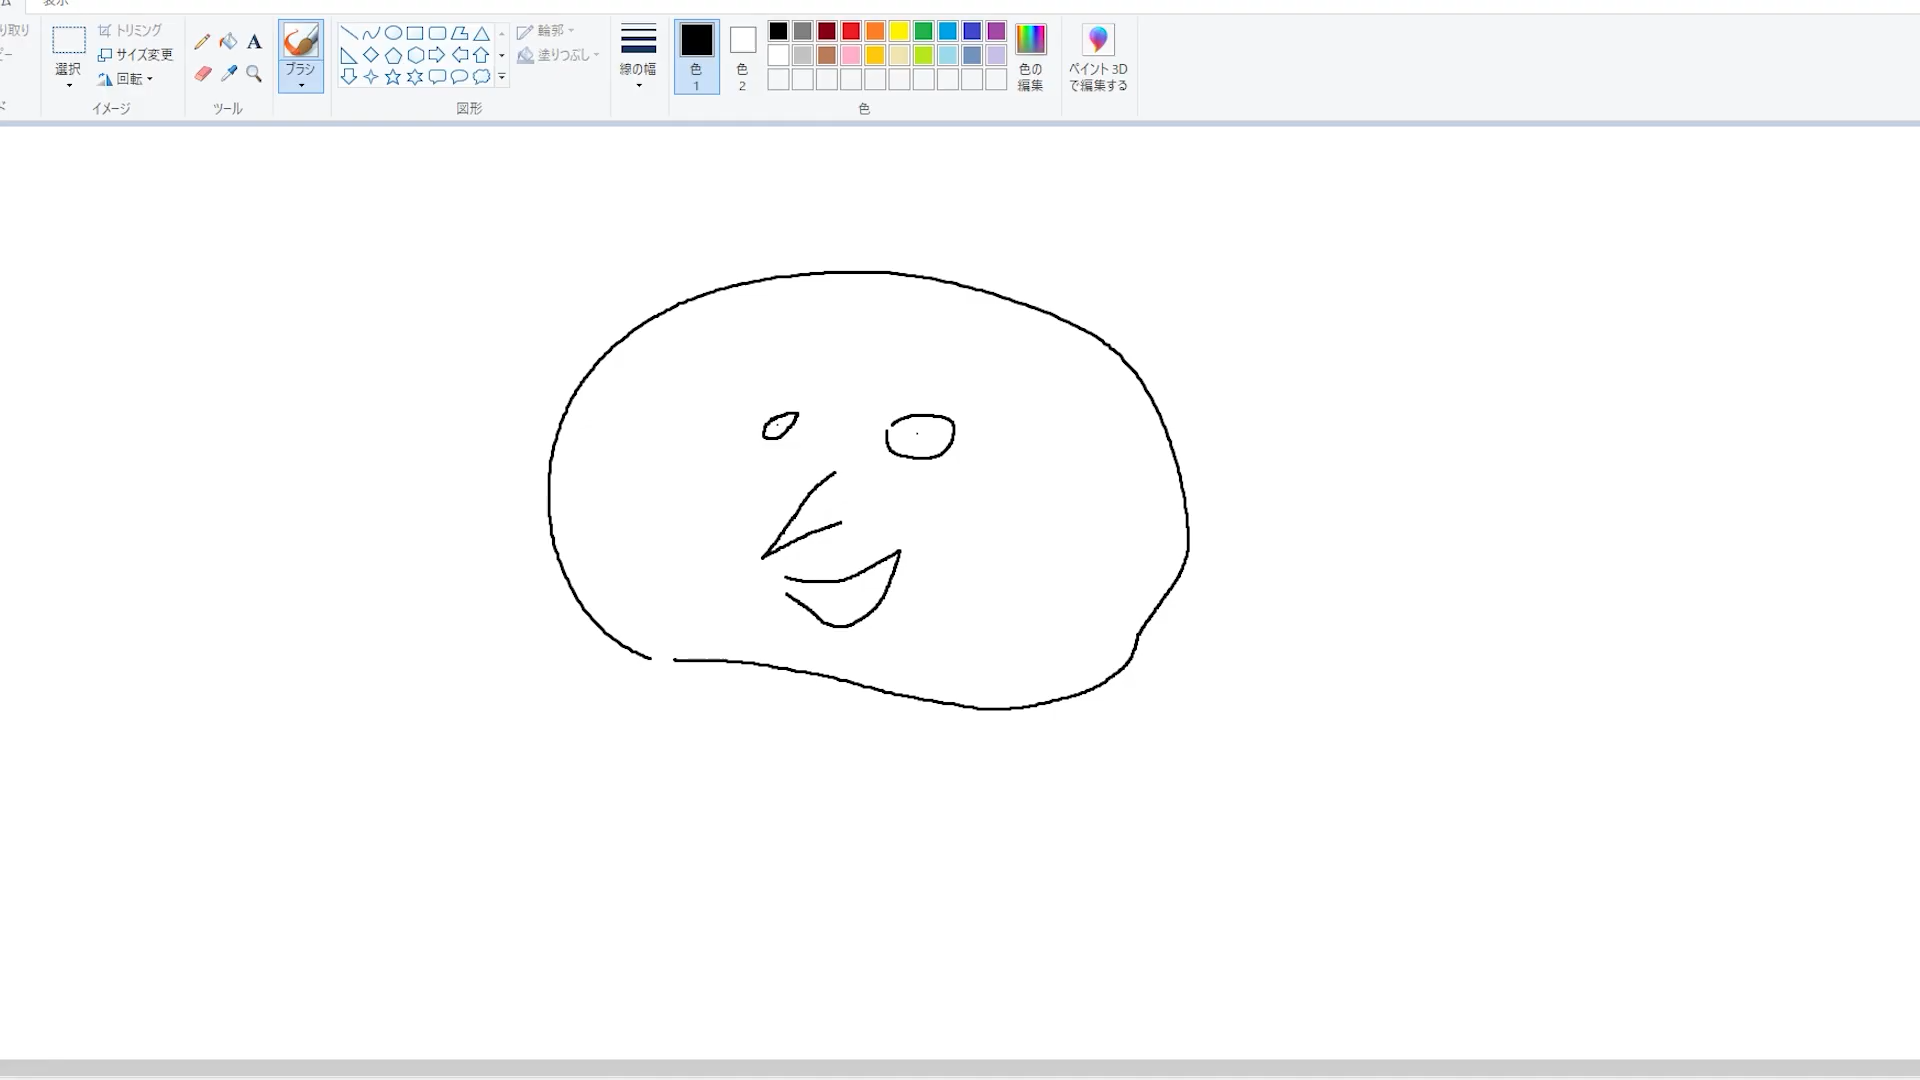 表示
トリミング
サイズ変更
回転
選択
イメージ
A
ツール
ブラシ
図形
輪郭
塗りつぶし
線の幅
色
1
色
2
色の
編集
色
ペイント 3D
で編集する